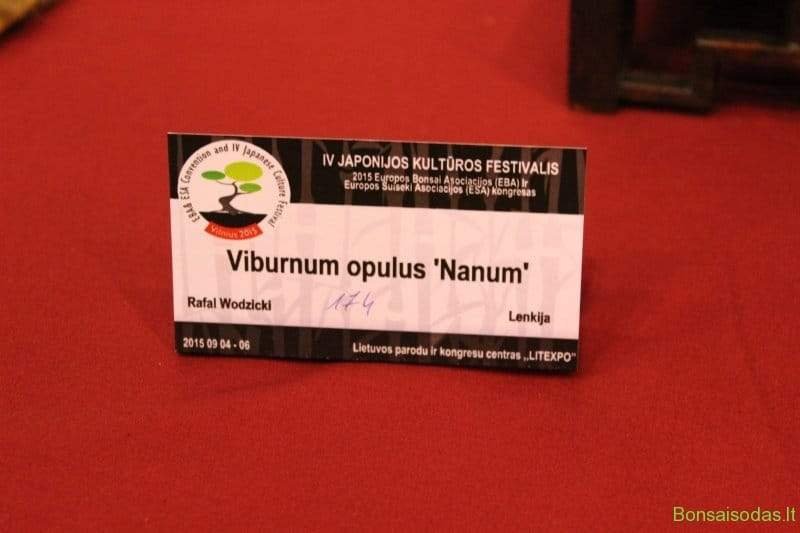 EBA & ESA Convention and IV Japanese Culture Festival
Vilnius 2015
IV JAPONIJOS KULTŪROS FESTIVALIS
2015 Europos Bonsai Asociacijos (EBA) ir
Europos Suiseki Asociacijos (ESA) kongresas
Viburnum opulus 'Nanum'
Rafal Wodzicki
174
Lenkija
2015 09 04 - 06
Lietuvos parodu ir kongresu centras ,,LITEXPO"
Bonsaisodas.lt